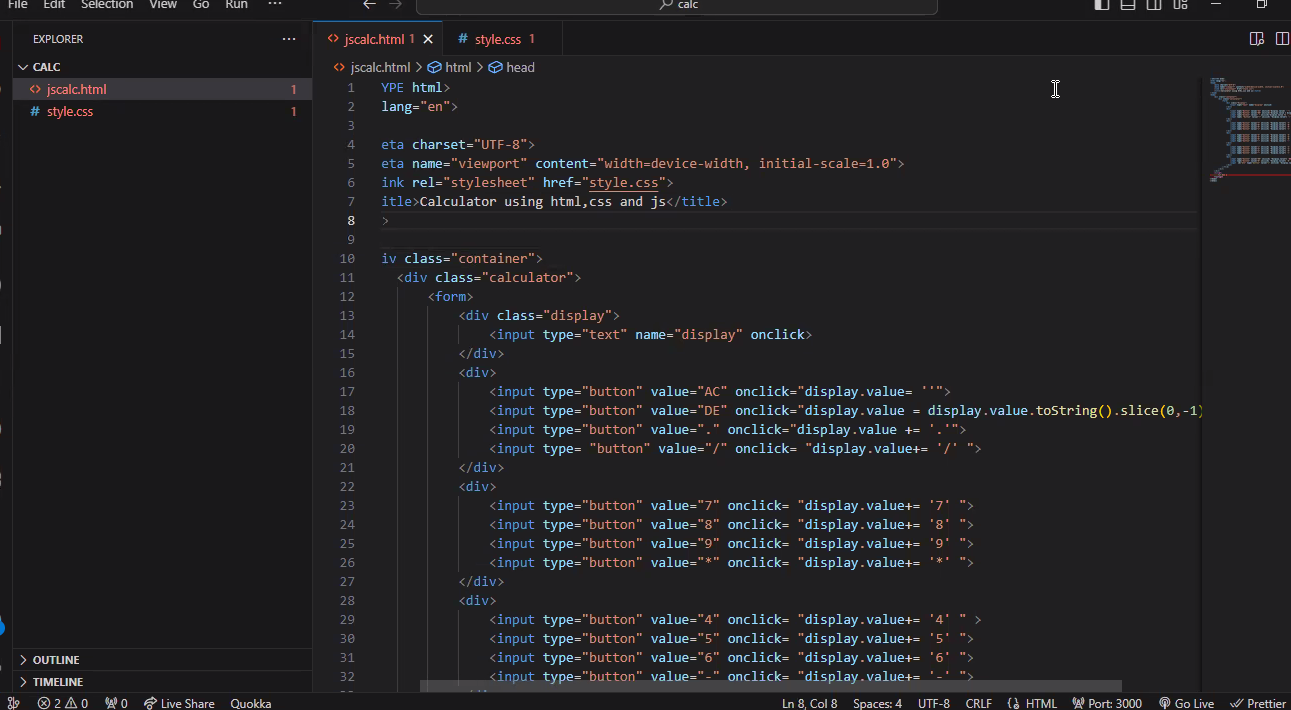 File Edit Selection View Go Run ··· calc
EXPLORER ···
CALC
jscalc.html 1
style.css 1
OUTLINE
TIMELINE
jscalc.html 1 × # style.css 1
jscalc.html > html > head
1 YPE html>
2 lang="en">
3
4 eta charset="UTF-8">
5 eta name="viewport" content="width=device-width, initial-scale=1.0">
6 ink rel="stylesheet" href="style.css">
7 itle>Calculator using html,css and js</title>
8 >
9
10 iv class="container">
11 <div class="calculator">
12 <form>
13 <div class="display">
14 <input type="text" name="display" onclick>
15 </div>
16 <div>
17 <input type="button" value="AC" onclick="display.value= ''">
18 <input type="button" value="DE" onclick="display.value = display.value.toString().slice(0,-1)
19 <input type="button" value="." onclick="display.value += '.'">
20 <input type= "button" value="/" onclick= "display.value+= '/' ">
21 </div>
22 <div>
23 <input type="button" value="7" onclick= "display.value+= '7' ">
24 <input type="button" value="8" onclick= "display.value+= '8' ">
25 <input type="button" value="9" onclick= "display.value+= '9' ">
26 <input type="button" value="*" onclick= "display.value+= '*' ">
27 </div>
28 <div>
29 <input type="button" value="4" onclick= "display.value+= '4' " >
30 <input type="button" value="5" onclick= "display.value+= '5' ">
31 <input type="button" value="6" onclick= "display.value+= '6' ">
32 <input type="button" value="-" onclick= "display.value+= '-' ">
2 0 0 Live Share Quokka Ln 8, Col 8 Spaces: 4 UTF-8 CRLF {} HTML Port: 3000 Go Live Prettier